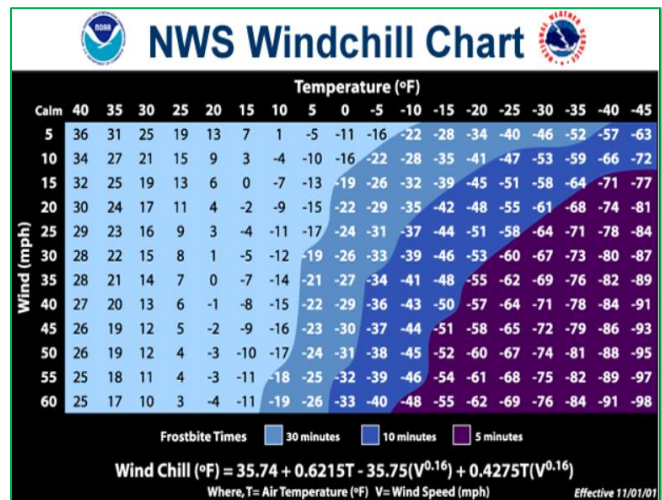 NOAA
NWS Windchill Chart
NATIONAL WEATHER SERVICE
Temperature (ºF)
Calm 40 35 30 25 20 15 10 5 0 -5 -10 -15 -20 -25 -30 -35 -40 -45
Wind (mph)
5 36 31 25 19 13 7 1 -5 -11 -16 -22 -28 -34 -40 -46 -52 -57 -63
10 34 27 21 15 9 3 -4 -10 -16 -22 -28 -35 -41 -47 -53 -59 -66 -72
15 32 25 19 13 6 0 -7 -13 -19 -26 -32 -39 -45 -51 -58 -64 -71 -77
20 30 24 17 11 4 -2 -9 -15 -22 -29 -35 -42 -48 -55 -61 -68 -74 -81
25 29 23 16 9 3 -4 -11 -17 -24 -31 -37 -44 -51 -58 -64 -71 -78 -84
30 28 22 15 8 1 -5 -12 -19 -26 -33 -39 -46 -53 -60 -67 -73 -80 -87
35 28 21 14 7 0 -7 -14 -21 -27 -34 -41 -48 -55 -62 -69 -76 -82 -89
40 27 20 13 6 -1 -8 -15 -22 -29 -36 -43 -50 -57 -64 -71 -78 -84 -91
45 26 19 12 5 -2 -9 -16 -23 -30 -37 -44 -51 -58 -65 -72 -79 -86 -93
50 26 19 12 4 -3 -10 -17 -24 -31 -38 -45 -52 -60 -67 -74 -81 -88 -95
55 25 18 11 4 -3 -11 -18 -25 -32 -39 -46 -54 -61 -68 -75 -82 -89 -97
60 25 17 10 3 -4 -11 -19 -26 -33 -40 -48 -55 -62 -69 -76 -84 -91 -98
Frostbite Times 30 minutes 10 minutes 5 minutes
Wind Chill (ºF) = 35.74 + 0.6215T - 35.75(V^0.16) + 0.4275T(V^0.16)
Where, T= Air Temperature (ºF) V= Wind Speed (mph) Effective 11/01/01